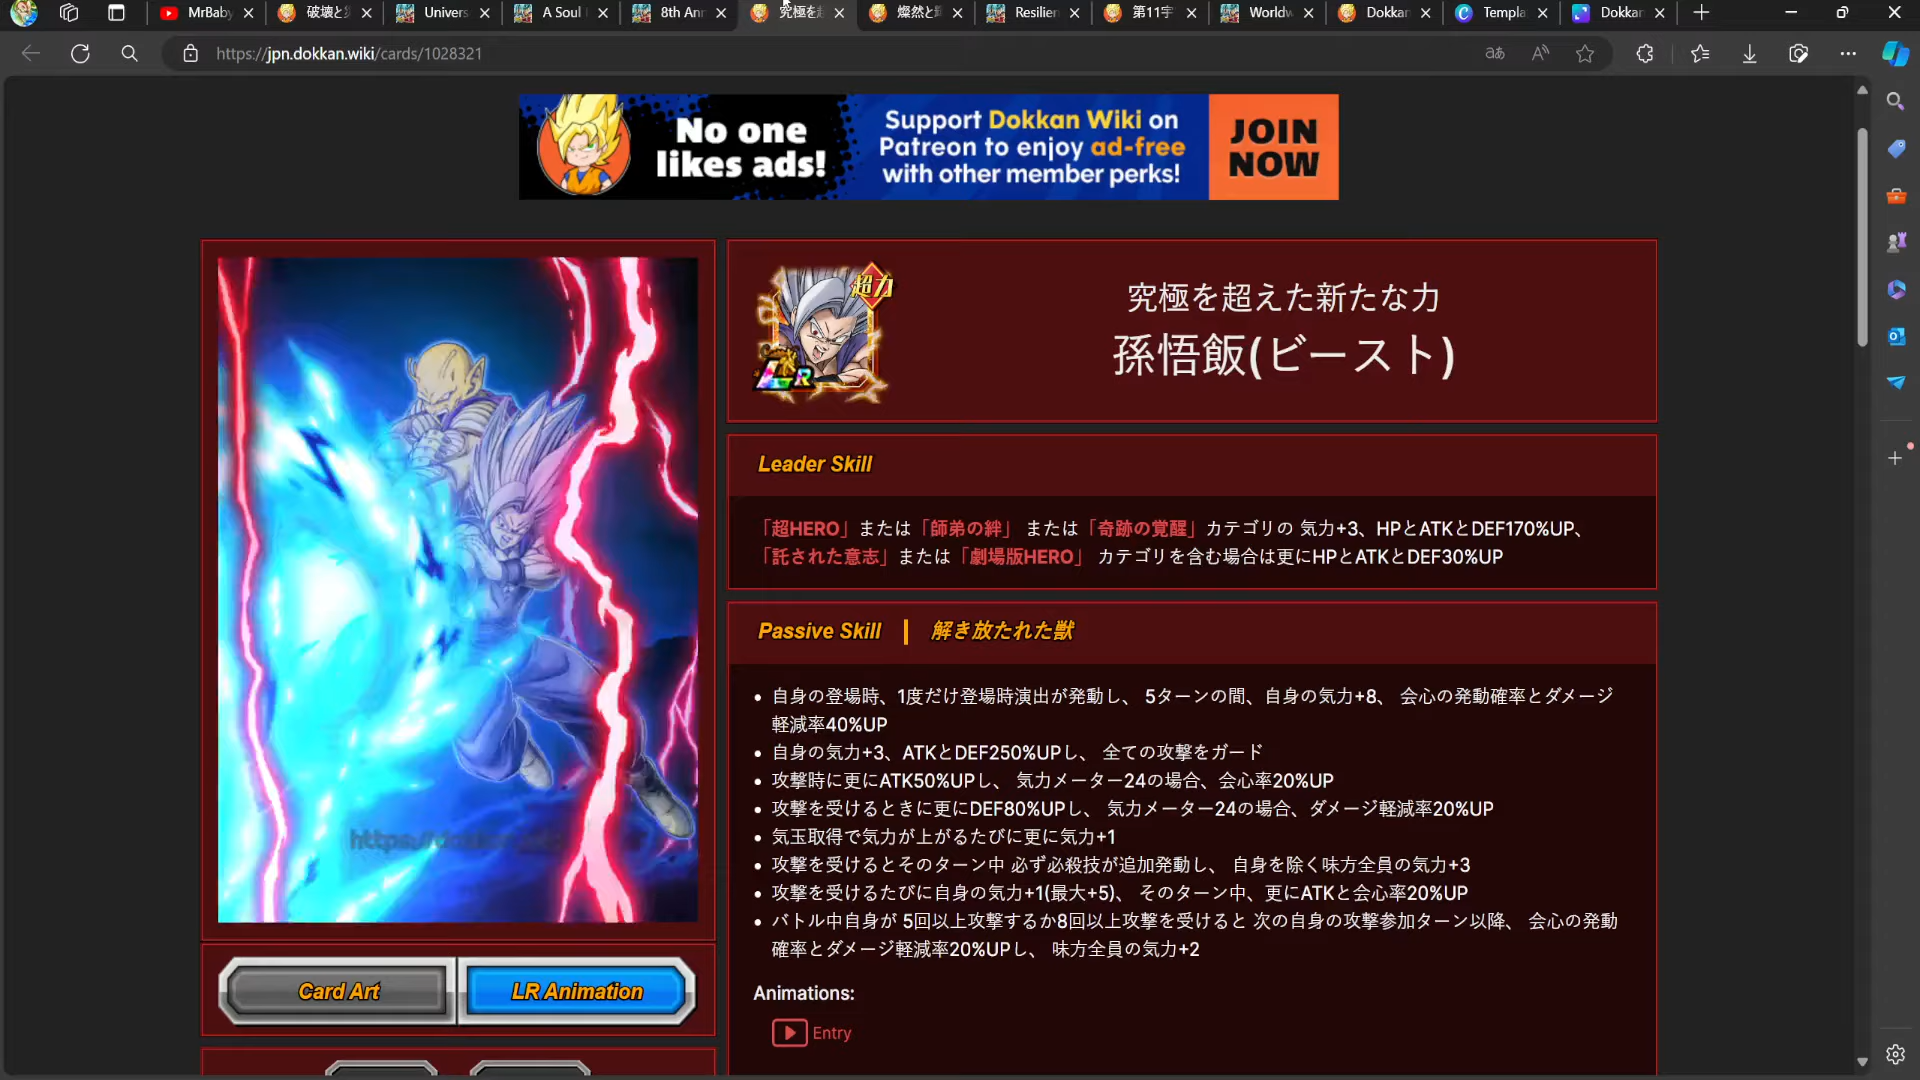 MrBaby
破壊と
Univers
A Soul
8th Ann
究極を
燦然と
Resilien
第11宇
Worldw
Dokkan
Templa
Dokkan
https://jpn.dokkan.wiki/cards/1028321
No one
likes ads!
Support Dokkan Wiki on
Patreon to enjoy ad-free
with other member perks!
JOIN
NOW
超力
LR
究極を超えた新たな力
孫悟飯(ビースト)
Leader Skill
「超HERO」または「師弟の絆」 または「奇跡の覚醒」カテゴリの 気力+3、HPとATKとDEF170%UP、
「託された意志」または「劇場版HERO」 カテゴリを含む場合は更にHPとATKとDEF30%UP
Passive Skill | 解き放たれた獣
• 自身の登場時、1度だけ登場時演出が発動し、 5ターンの間、自身の気力+8、 会心の発動確率とダメージ
軽減率40%UP
• 自身の気力+3、ATKとDEF250%UPし、 全ての攻撃をガード
• 攻撃時に更にATK50%UPし、 気力メーター24の場合、会心率20%UP
• 攻撃を受けるときに更にDEF80%UPし、 気力メーター24の場合、ダメージ軽減率20%UP
• 気玉取得で気力が上がるたびに更に気力+1
• 攻撃を受けるとそのターン中 必ず必殺技が追加発動し、 自身を除く味方全員の気力+3
• 攻撃を受けるたびに自身の気力+1(最大+5)、 そのターン中、更にATKと会心率20%UP
• バトル中自身が 5回以上攻撃するか8回以上攻撃を受けると 次の自身の攻撃参加ターン以降、 会心の発動
確率とダメージ軽減率20%UPし、 味方全員の気力+2
Animations:
Entry
Card Art
LR Animation